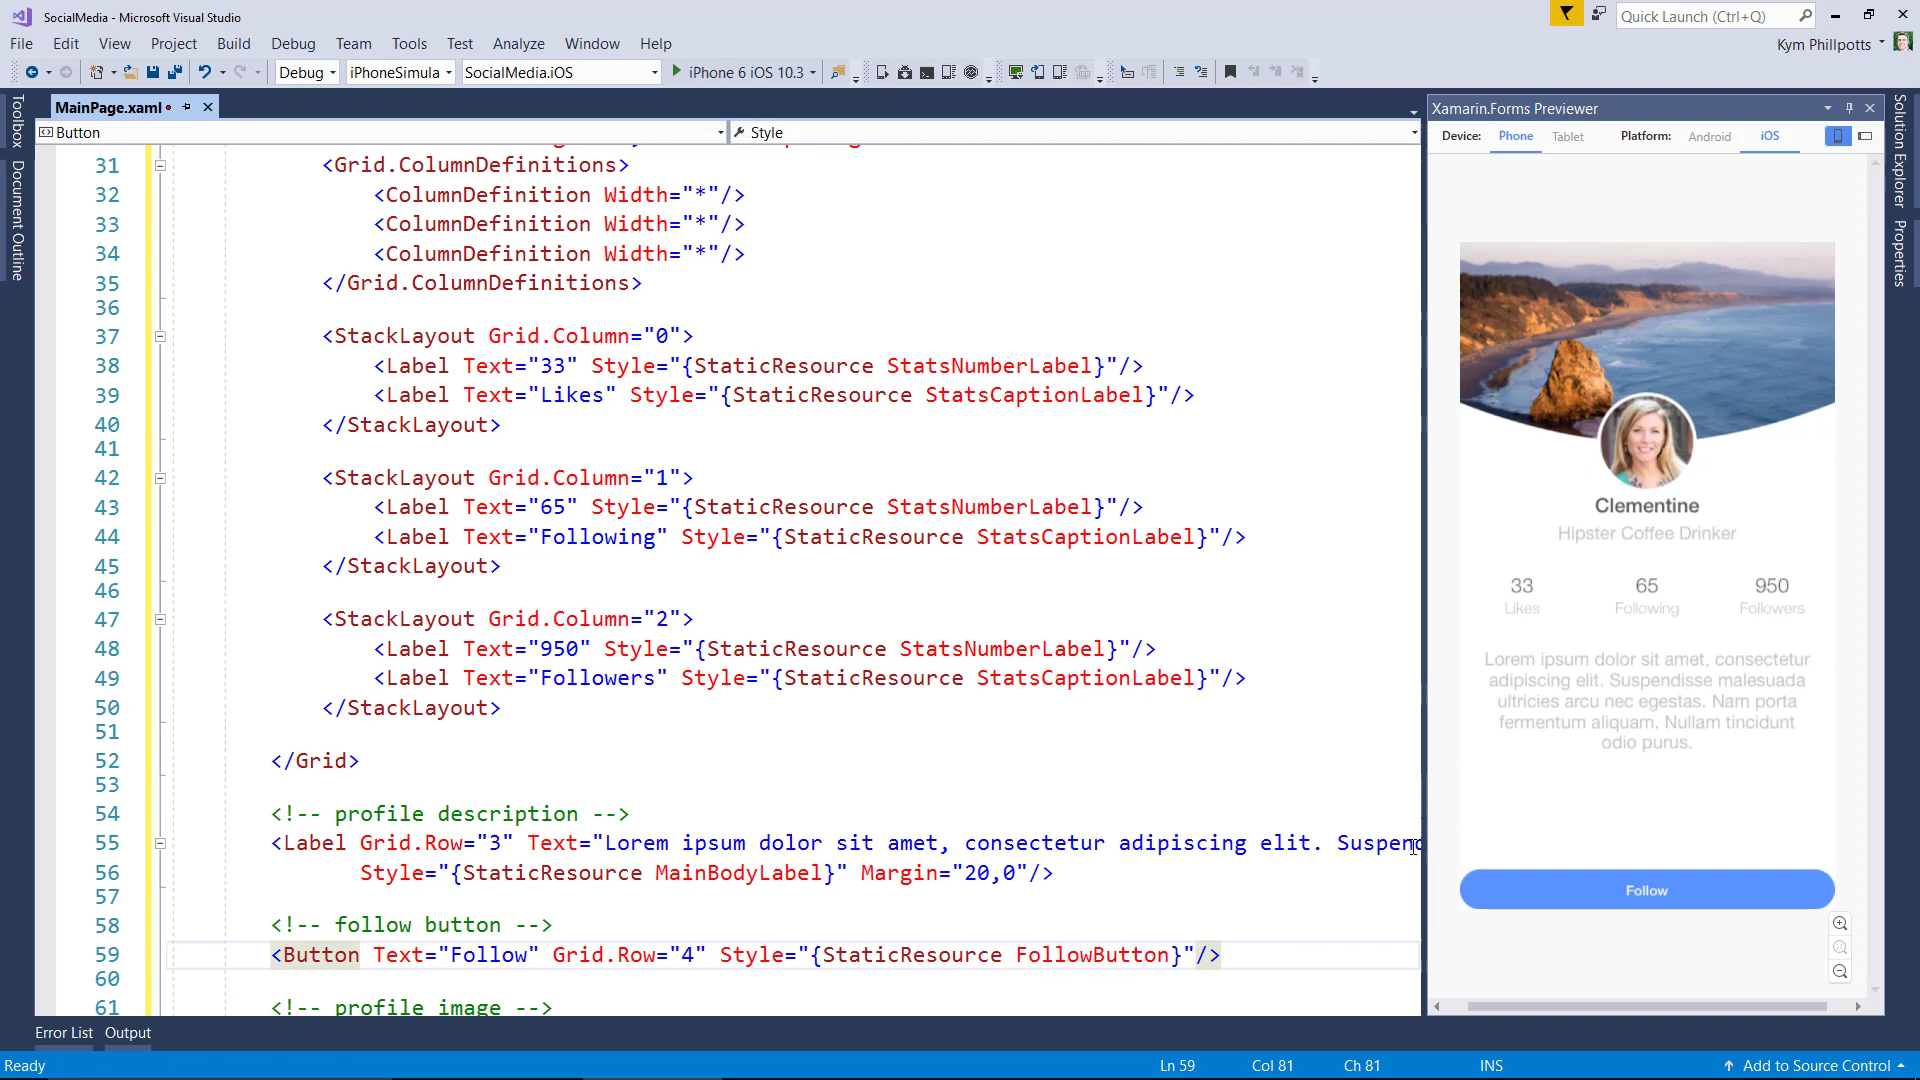 SocialMedia - Microsoft Visual Studio
Quick Launch (Ctrl+Q)
File Edit View Project Build Debug Team Tools Test Analyze Window Help
Kym Phillpotts
Debug iPhoneSimula SocialMedia.iOS iPhone 6 iOS 10.3
Toolbox
Document Outline
MainPage.xaml
Button
Style
31 <Grid.ColumnDefinitions>
32 <ColumnDefinition Width="*"/>
33 <ColumnDefinition Width="*"/>
34 <ColumnDefinition Width="*"/>
35 </Grid.ColumnDefinitions>
36
37 <StackLayout Grid.Column="0">
38 <Label Text="33" Style="{StaticResource StatsNumberLabel}"/>
39 <Label Text="Likes" Style="{StaticResource StatsCaptionLabel}"/>
40 </StackLayout>
41
42 <StackLayout Grid.Column="1">
43 <Label Text="65" Style="{StaticResource StatsNumberLabel}"/>
44 <Label Text="Following" Style="{StaticResource StatsCaptionLabel}"/>
45 </StackLayout>
46
47 <StackLayout Grid.Column="2">
48 <Label Text="950" Style="{StaticResource StatsNumberLabel}"/>
49 <Label Text="Followers" Style="{StaticResource StatsCaptionLabel}"/>
50 </StackLayout>
51
52 </Grid>
53
54 <!-- profile description -->
55 <Label Grid.Row="3" Text="Lorem ipsum dolor sit amet, consectetur adipiscing elit. Suspend
56 Style="{StaticResource MainBodyLabel}" Margin="20,0"/>
57
58 <!-- follow button -->
59 <Button Text="Follow" Grid.Row="4" Style="{StaticResource FollowButton}"/>
60
61 <!-- profile image -->
Xamarin.Forms Previewer
Device: Phone Tablet Platform: Android iOS
Clementine
Hipster Coffee Drinker
33 65 950
Likes Following Followers
Lorem ipsum dolor sit amet, consectetur
adipiscing elit. Suspendisse malesuada
ultricies arcu nec egestas. Nam porta
fermentum aliquam. Nullam tincidunt
odio purus.
Follow
Solution Explorer
Properties
Error List Output
Ready Ln 59 Col 81 Ch 81 INS Add to Source Control